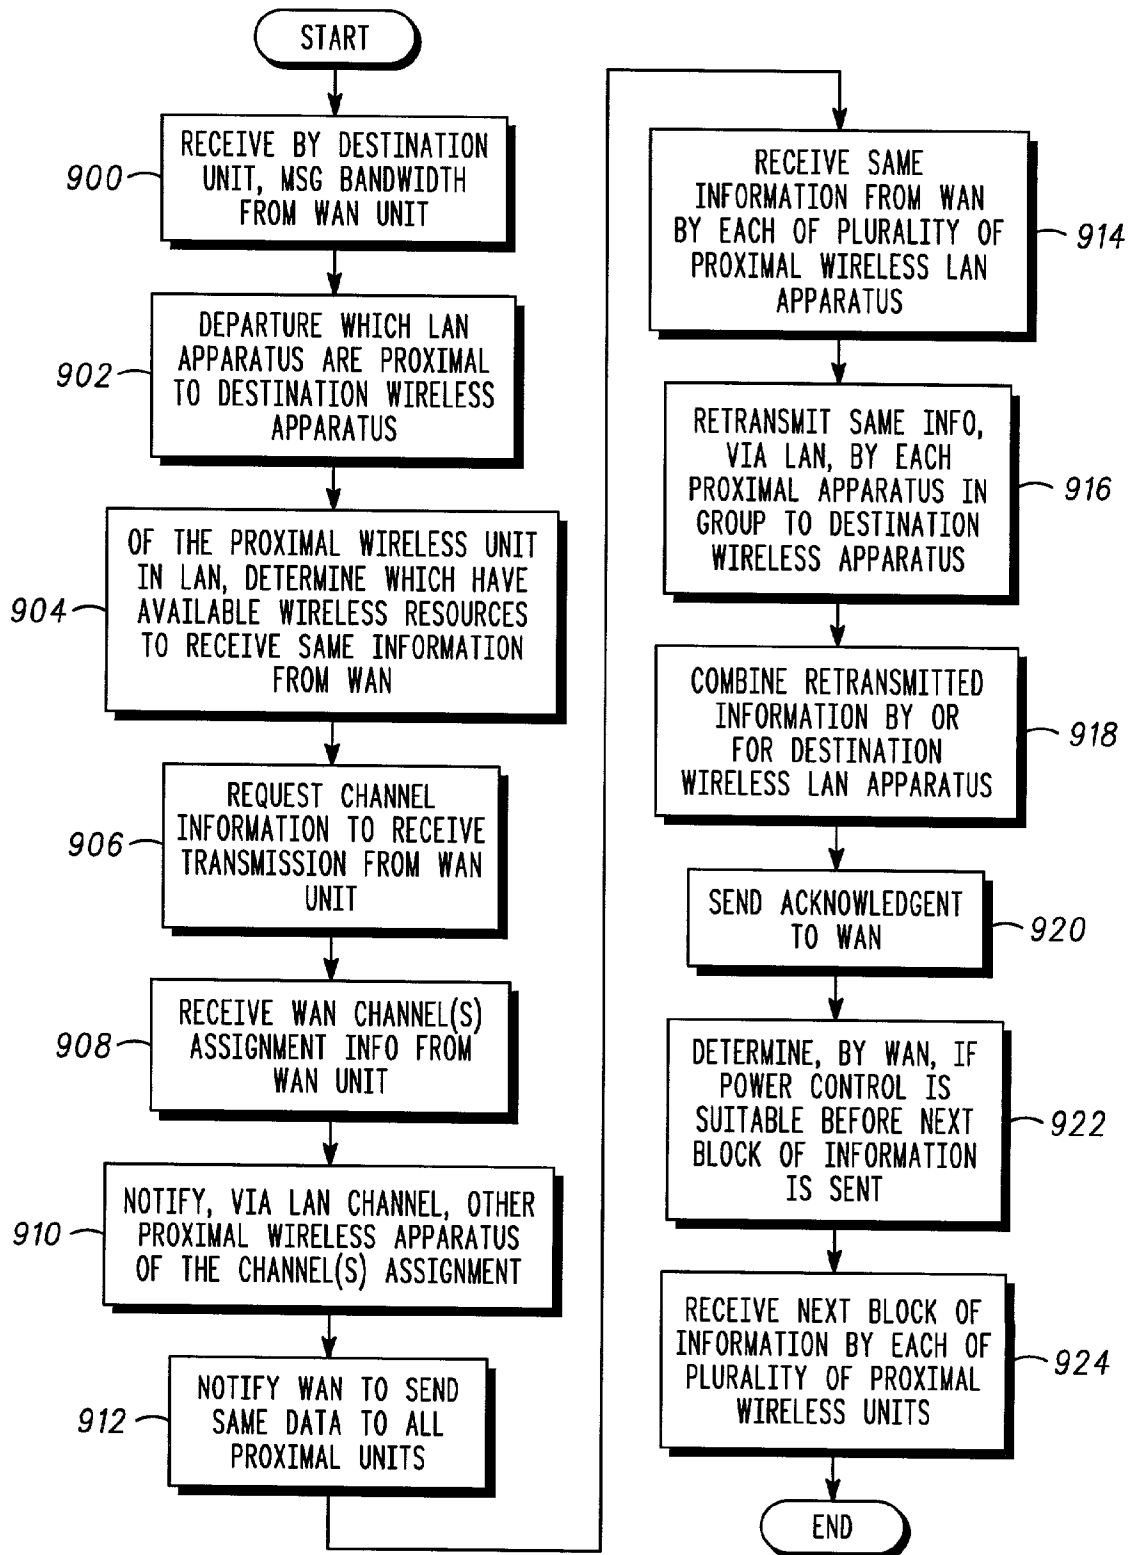 START
900
RECEIVE BY DESTINATION
UNIT, MSG BANDWIDTH
FROM WAN UNIT
902
DEPARTURE WHICH LAN
APPARATUS ARE PROXIMAL
TO DESTINATION WIRELESS
APPARATUS
904
OF THE PROXIMAL WIRELESS UNIT
IN LAN, DETERMINE WHICH HAVE
AVAILABLE WIRELESS RESOURCES
TO RECEIVE SAME INFORMATION
FROM WAN
906
REQUEST CHANNEL
INFORMATION TO RECEIVE
TRANSMISSION FROM WAN
UNIT
908
RECEIVE WAN CHANNEL(S)
ASSIGNMENT INFO FROM
WAN UNIT
910
NOTIFY, VIA LAN CHANNEL, OTHER
PROXIMAL WIRELESS APPARATUS
OF THE CHANNEL(S) ASSIGNMENT
912
NOTIFY WAN TO SEND
SAME DATA TO ALL
PROXIMAL UNITS
RECEIVE SAME
INFORMATION FROM WAN
BY EACH OF PLURALITY OF
PROXIMAL WIRELESS LAN
APPARATUS
914
RETRANSMIT SAME INFO,
VIA LAN, BY EACH
PROXIMAL APPARATUS IN
GROUP TO DESTINATION
WIRELESS APPARATUS
916
COMBINE RETRANSMITTED
INFORMATION BY OR
FOR DESTINATION
WIRELESS LAN APPARATUS
918
SEND ACKNOWLEDGENT
TO WAN
920
DETERMINE, BY WAN, IF
POWER CONTROL IS
SUITABLE BEFORE NEXT
BLOCK OF INFORMATION
IS SENT
922
RECEIVE NEXT BLOCK OF
INFORMATION BY EACH OF
PLURALITY OF PROXIMAL
WIRELESS UNITS
924
END